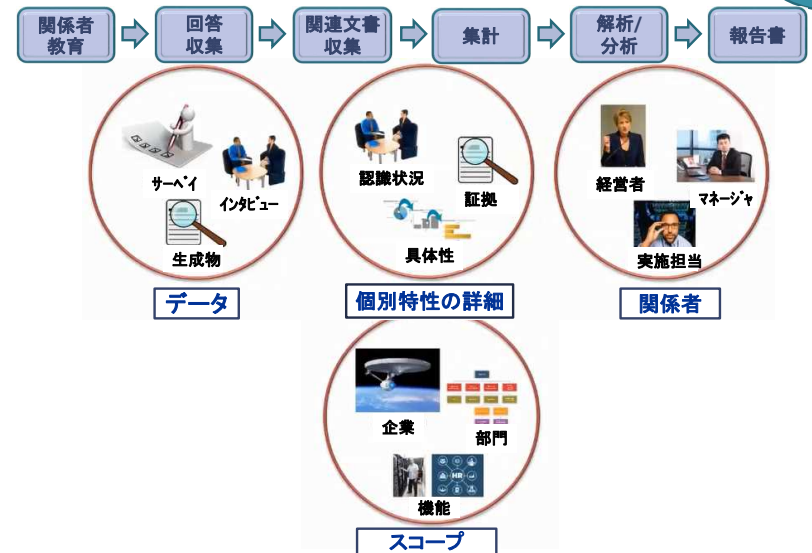 関係者
教育
回答
収集
関連文書
収集
集計
解析/
分析
報告書
サーベイ
インタビュー
生成物
データ
認識状況
証拠
具体性
個別特性の詳細
経営者
マネージャ
実施担当
関係者
企業
部門
HR
機能
スコープ